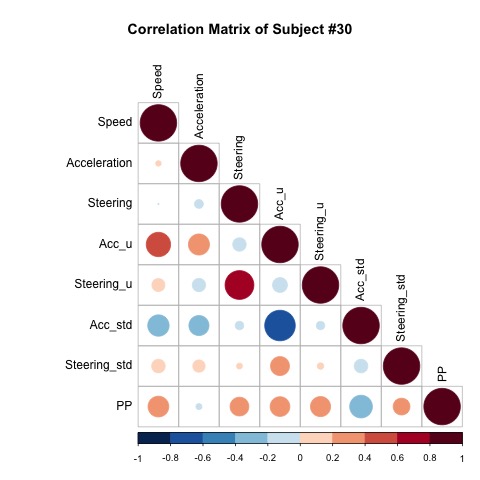 Correlation Matrix of Subject #30
Speed
Acceleration
Steering
Acc_u
Steering_u
Acc_std
Steering_std
PP
Speed
Acceleration
Steering
Acc_u
Steering_u
Acc_std
Steering_std
PP
-1 -0.8 -0.6 -0.4 -0.2 0 0.2 0.4 0.6 0.8 1